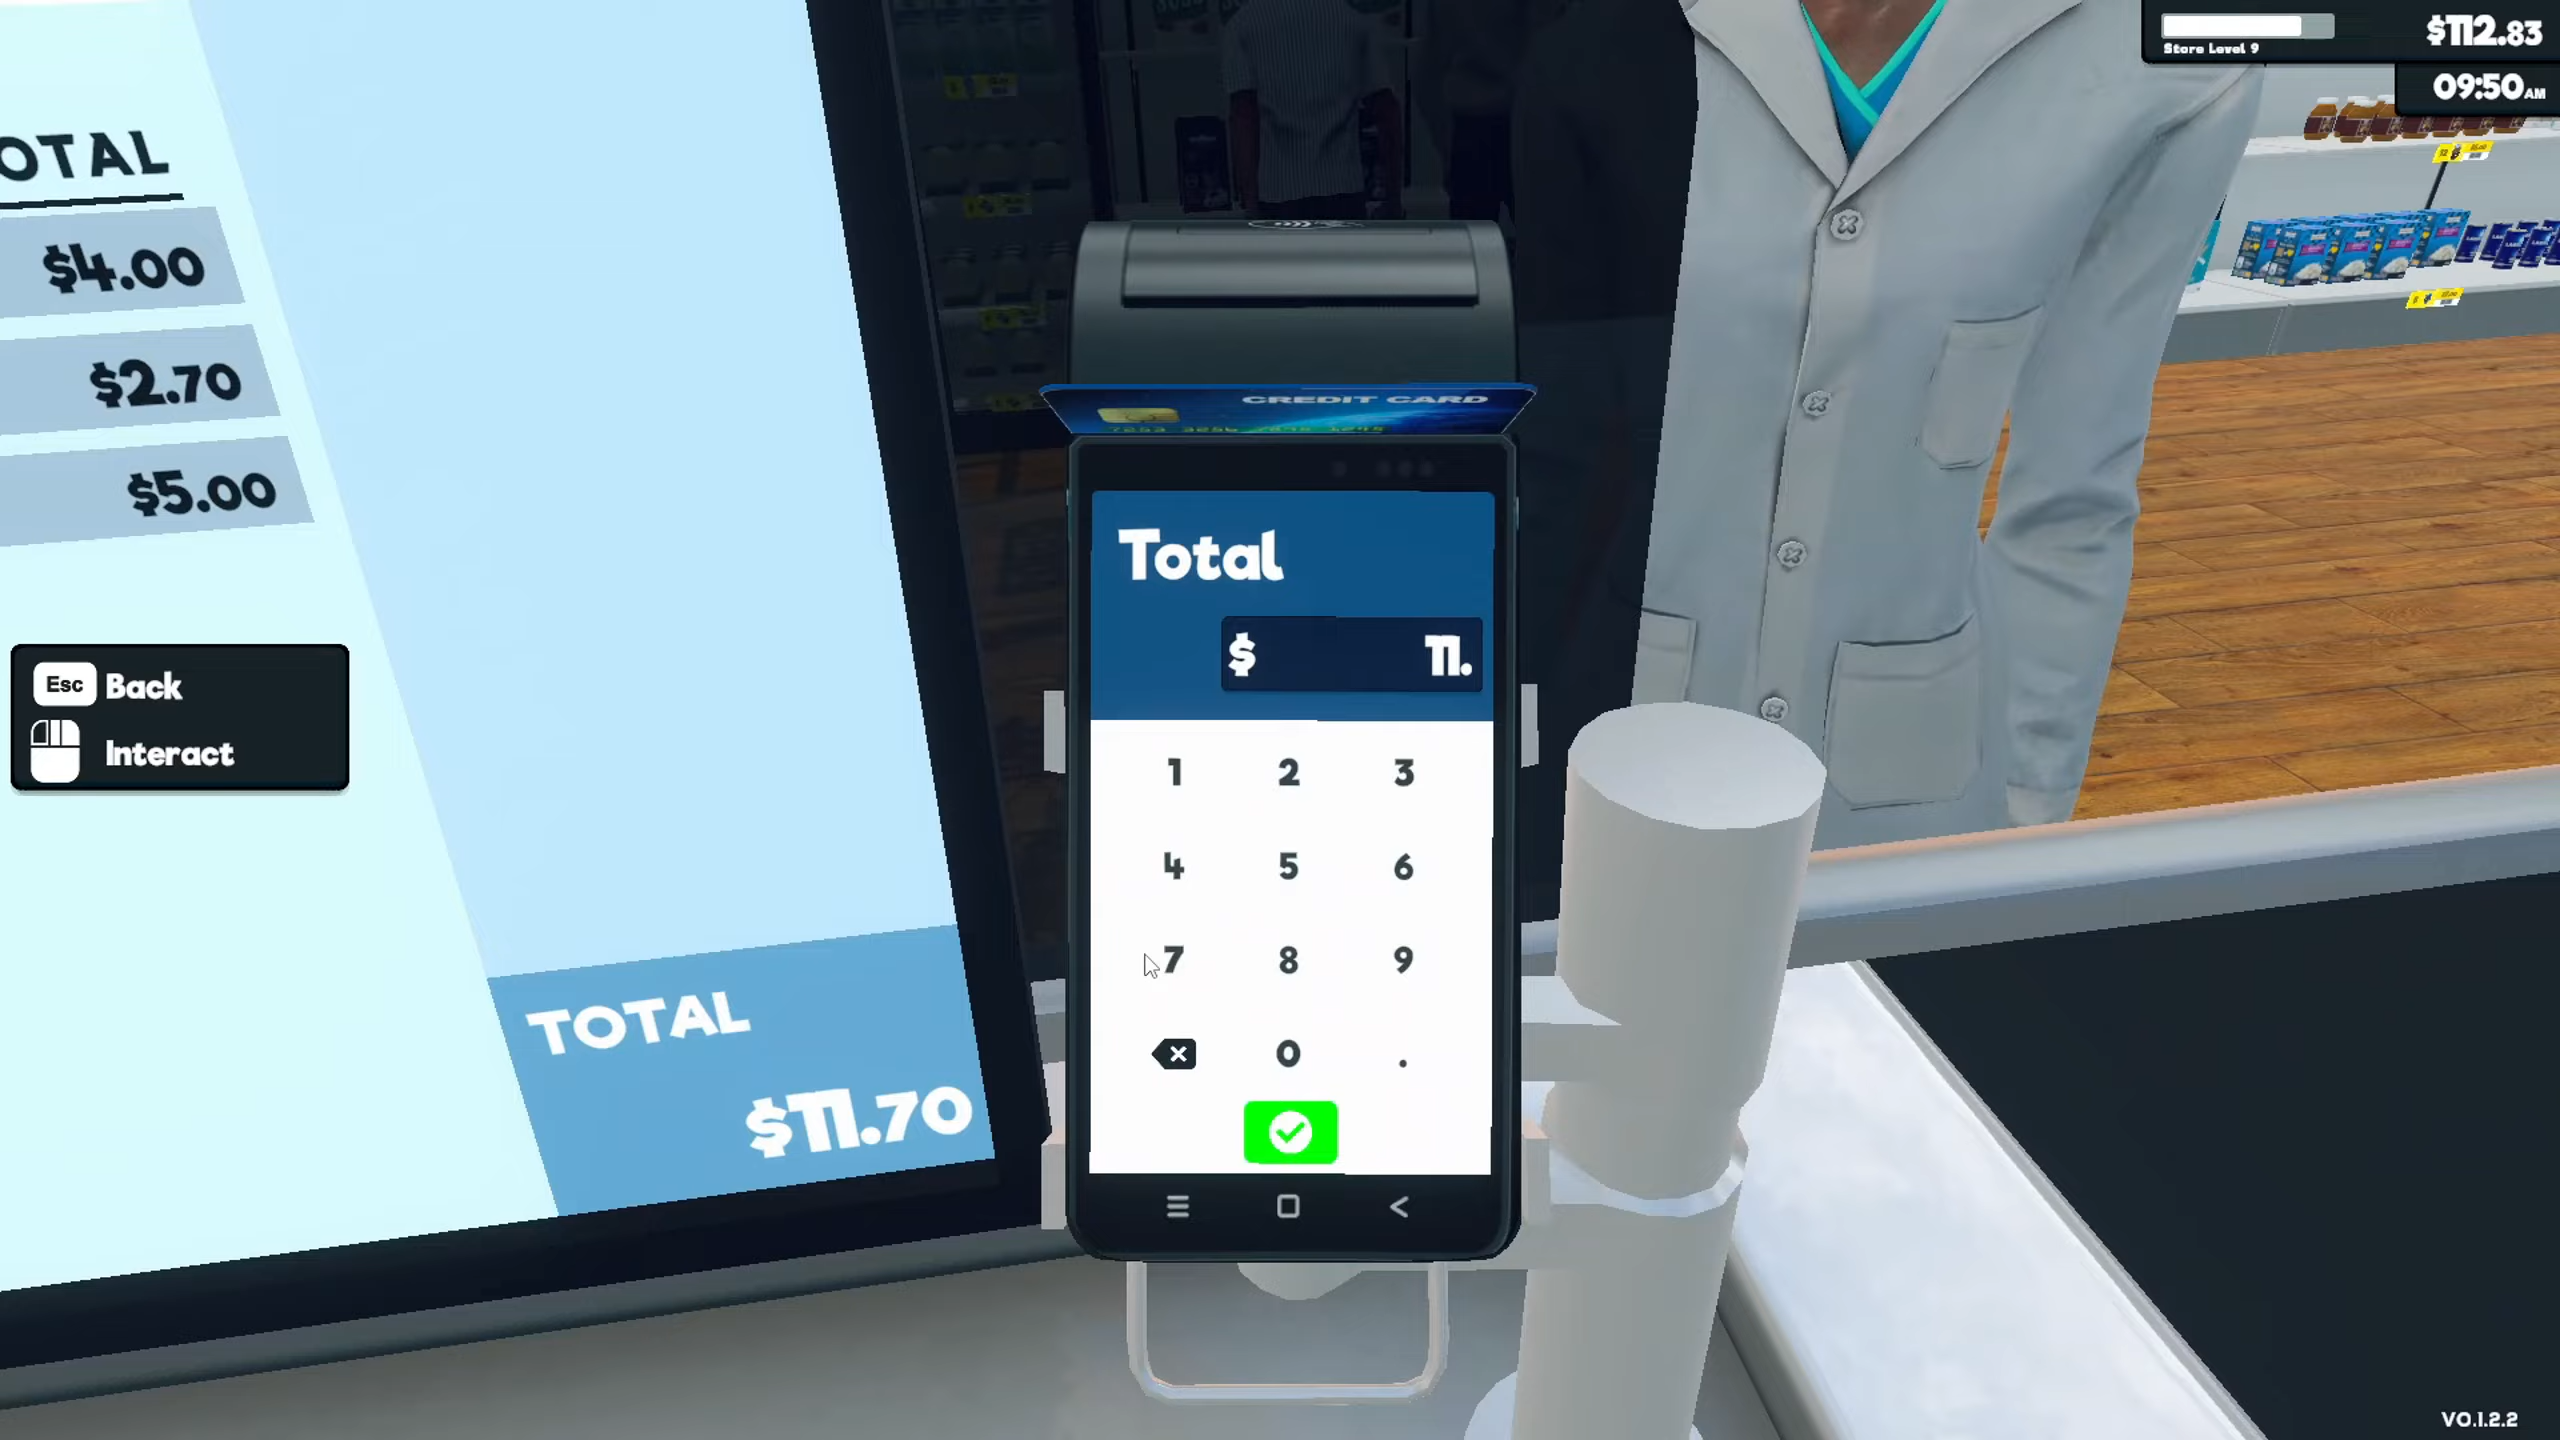 OTAL
$4.00
$2.70
$5.00
Esc Back
Interact
TOTAL
$11.70
CREDIT CARD
Total
$ 11.
1 2 3
4 5 6
7 8 9
0 .
Store Level 9
$112.83
09:50AM
V0.1.2.2